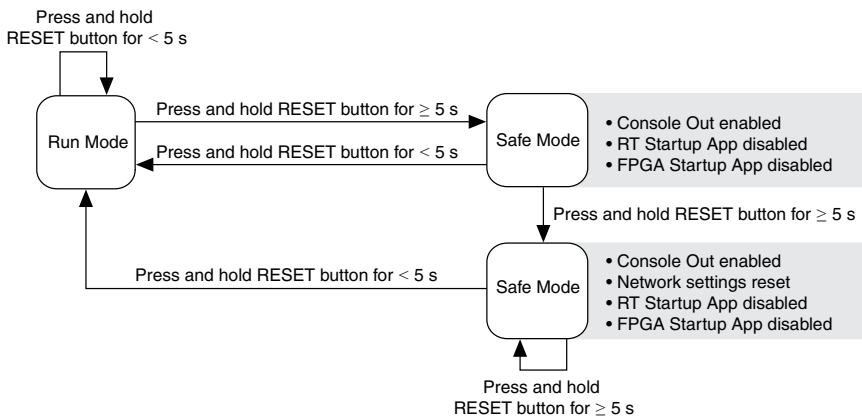 Press and hold
RESET button for < 5 s
Run Mode
Press and hold RESET button for ≥ 5 s
Press and hold RESET button for < 5 s
Safe Mode
• Console Out enabled
• RT Startup App disabled
• FPGA Startup App disabled
Press and hold RESET button for ≥ 5 s
Press and hold RESET button for < 5 s
Safe Mode
• Console Out enabled
• Network settings reset
• RT Startup App disabled
• FPGA Startup App disabled
Press and hold
RESET button for ≥ 5 s